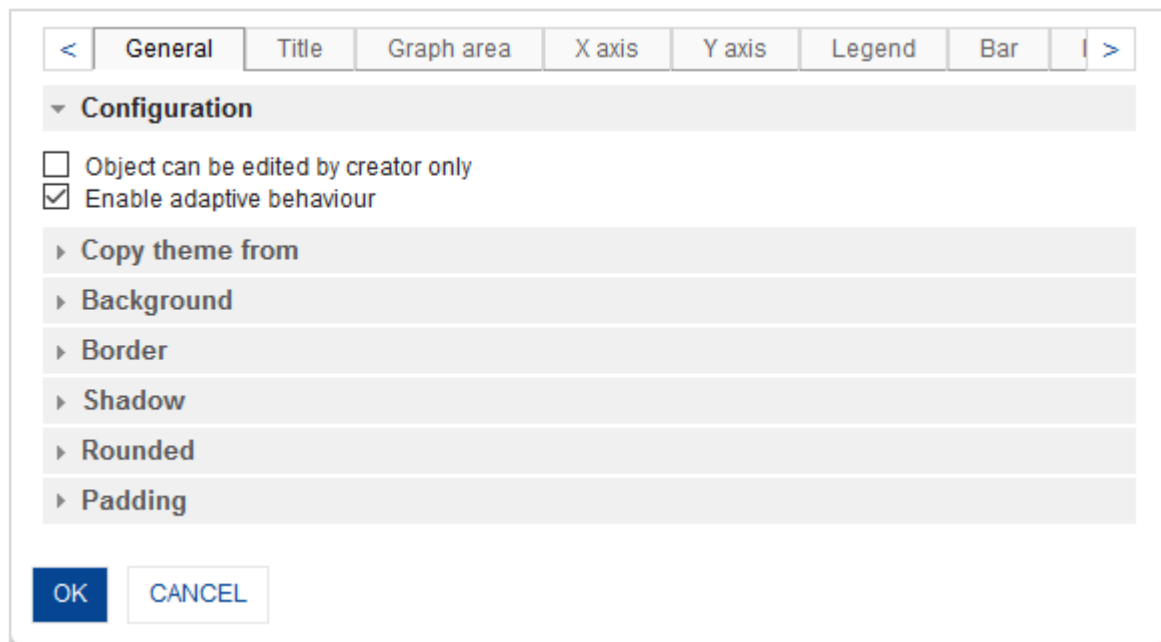 < General Title Graph area X axis Y axis Legend Bar >
Configuration
Object can be edited by creator only
Enable adaptive behaviour
Copy theme from
Background
Border
Shadow
Rounded
Padding
OK CANCEL